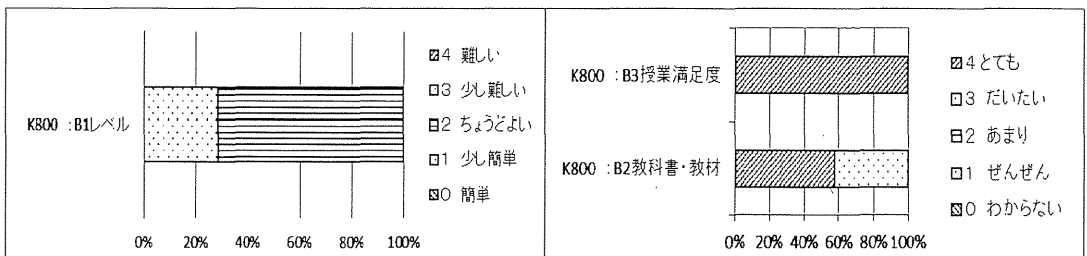 K800 :B1レベル
0% 20% 40% 60% 80% 100%
4 難しい
3 少し難しい
2 ちょうどよい
1 少し簡単
0 簡単
K800 :B3授業満足度
K800 :B2教科書・教材
0% 20% 40% 60% 80% 100%
4 とても
3 だいたい
2 あまり
1 ぜんぜん
0 わからない